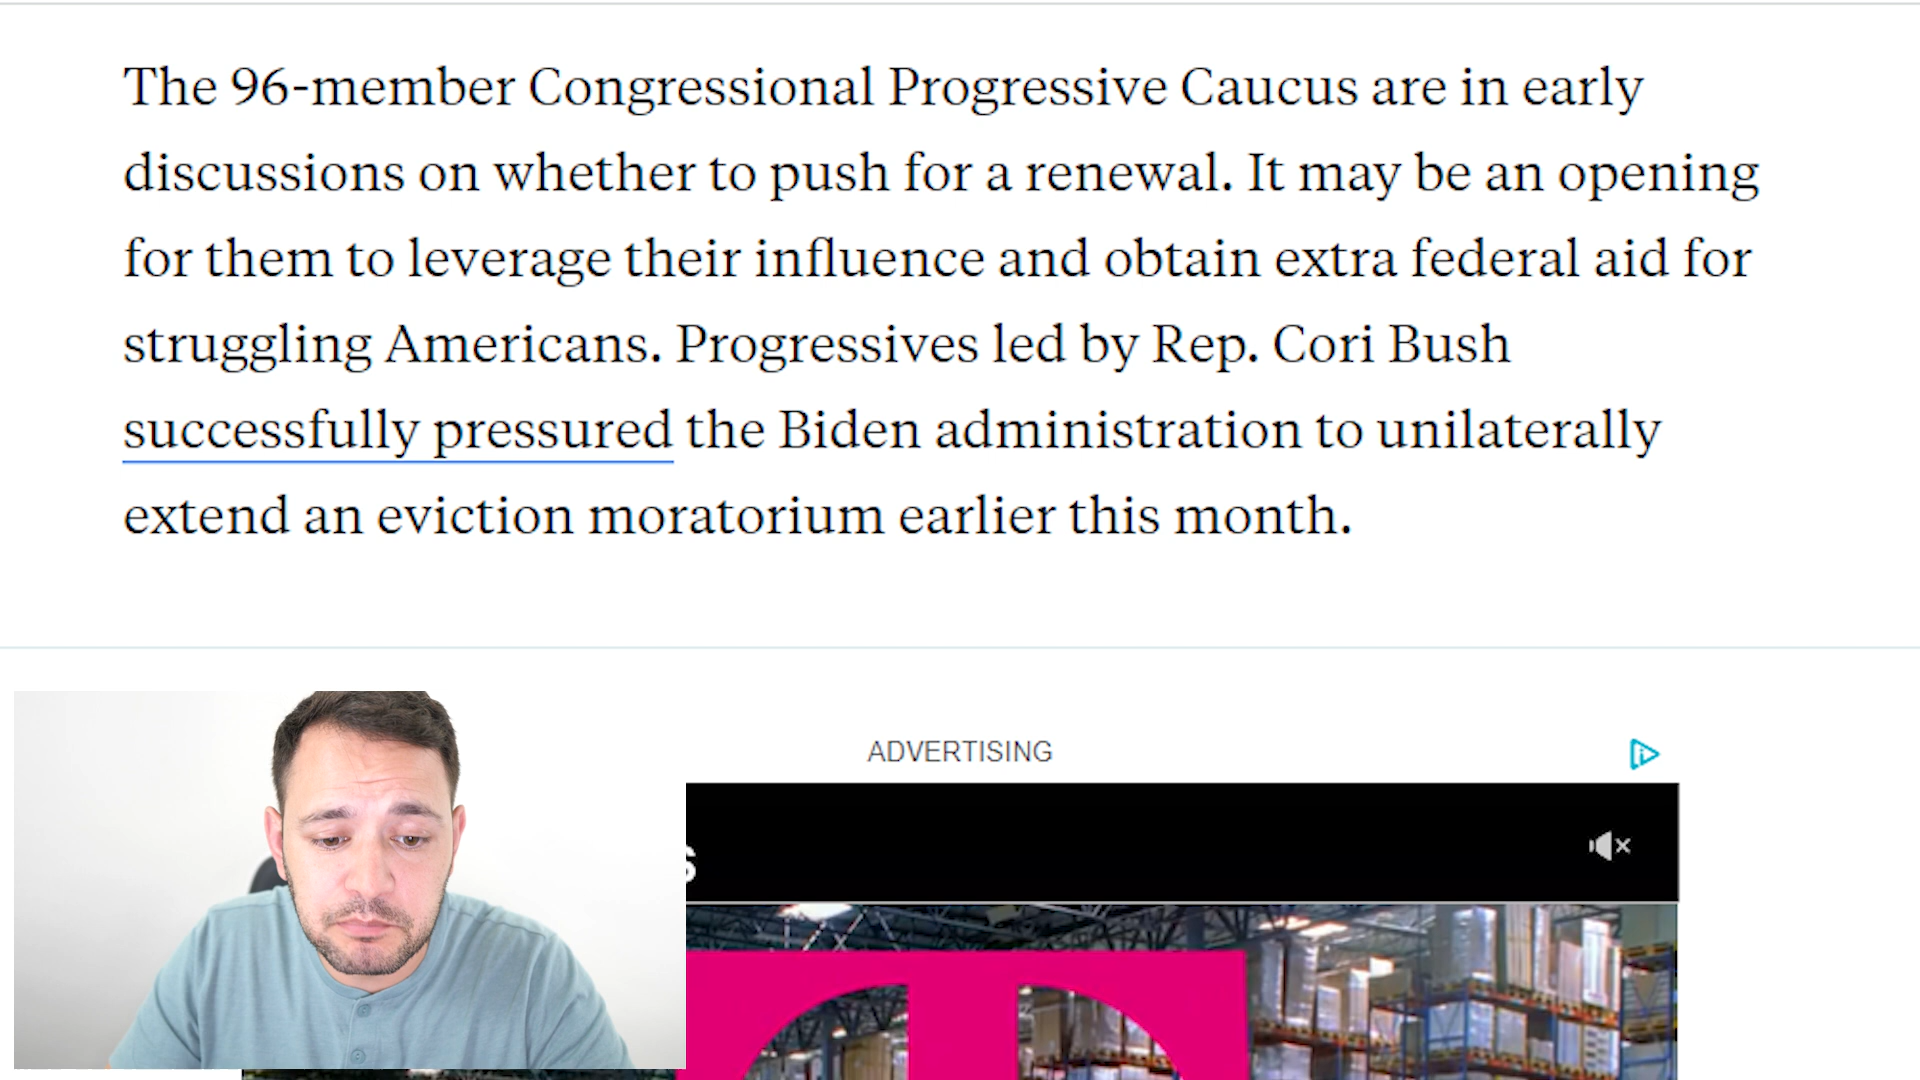 The 96-member Congressional Progressive Caucus are in early
discussions on whether to push for a renewal. It may be an opening
for them to leverage their influence and obtain extra federal aid for
struggling Americans. Progressives led by Rep. Cori Bush
successfully pressured the Biden administration to unilaterally
extend an eviction moratorium earlier this month.
ADVERTISING
s
T